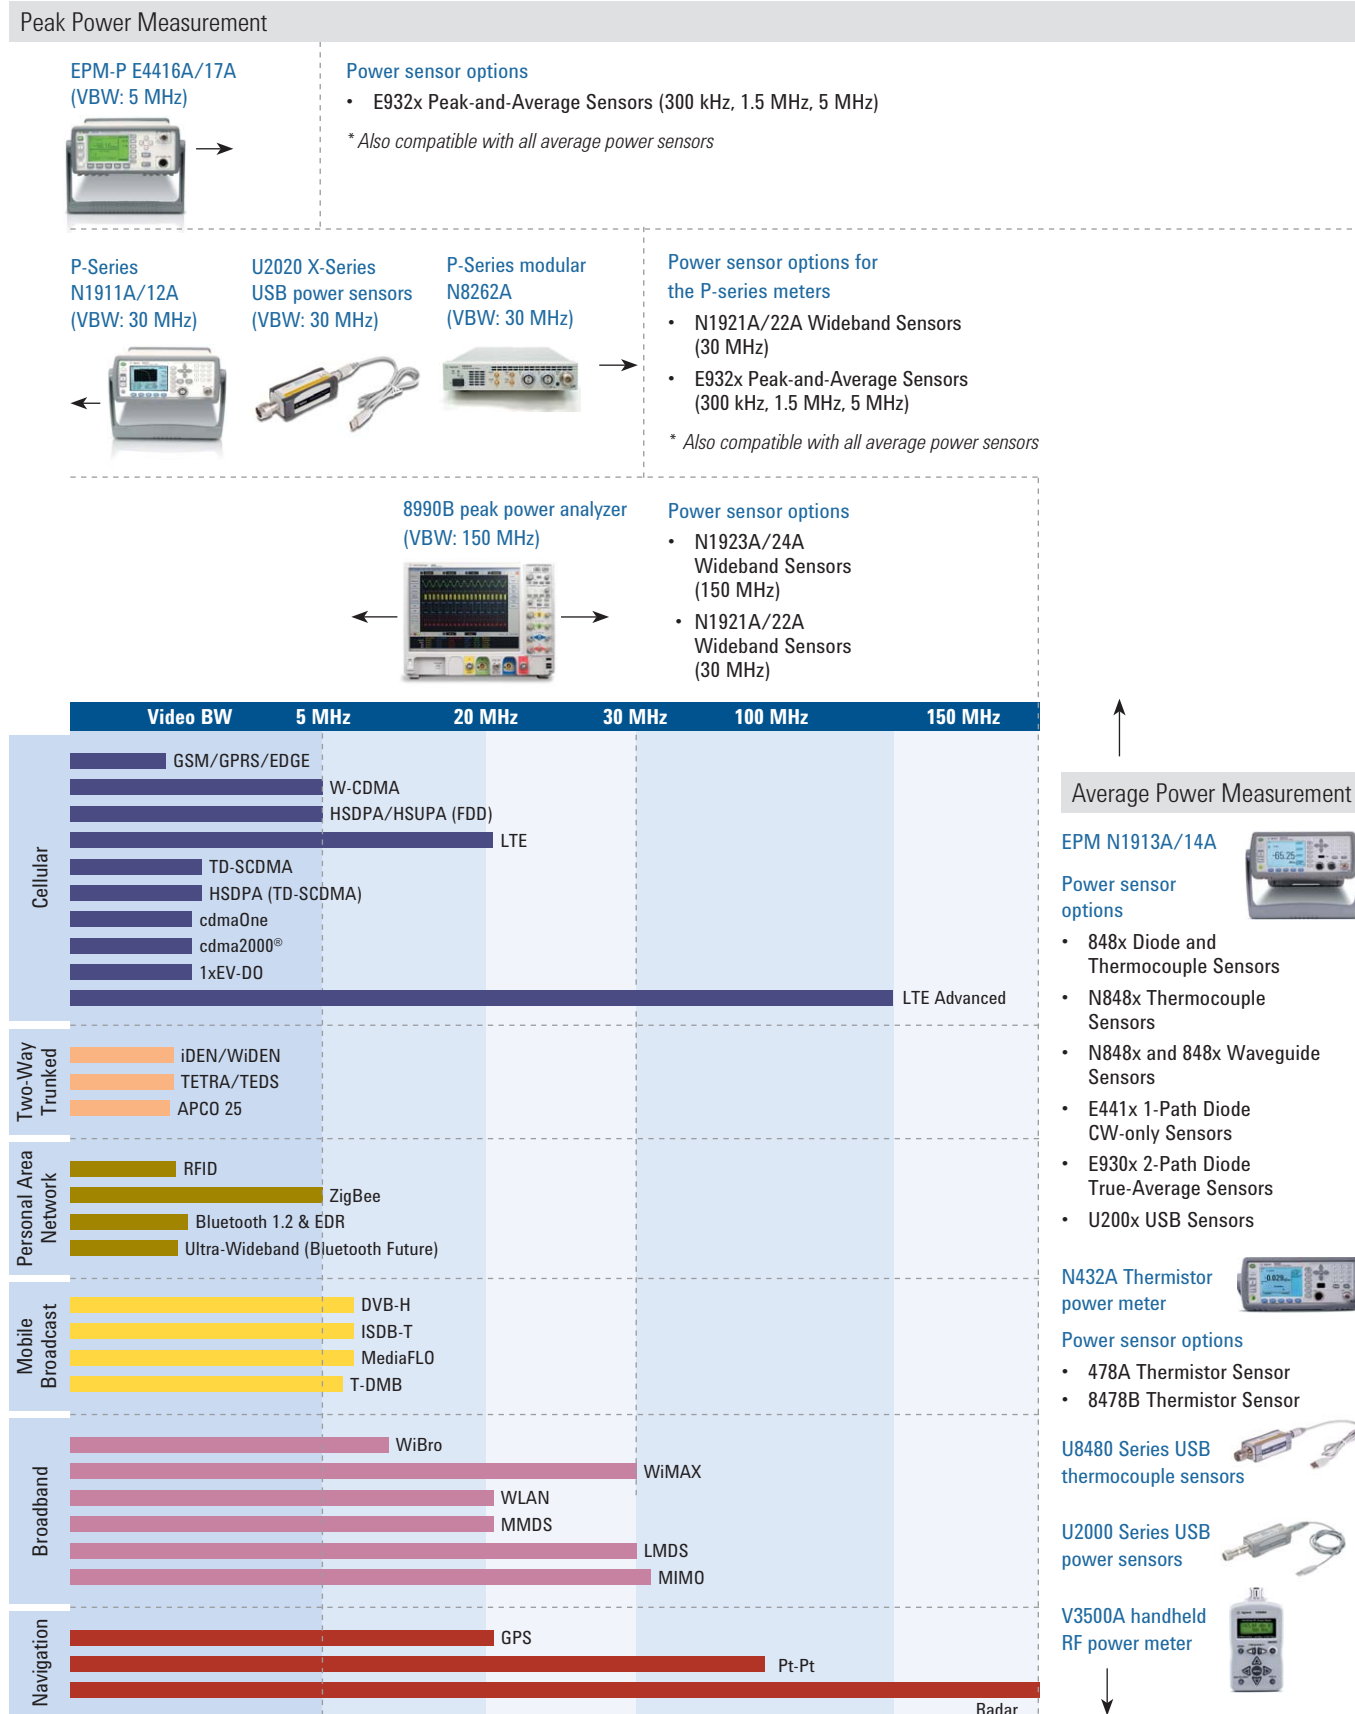 Peak Power Measurement
EPM-P E4416A/17A
(VBW: 5 MHz)
Power sensor options
• E932x Peak-and-Average Sensors (300 kHz, 1.5 MHz, 5 MHz)
* Also compatible with all average power sensors
P-Series
N1911A/12A
(VBW: 30 MHz)
U2020 X-Series
USB power sensors
(VBW: 30 MHz)
P-Series modular
N8262A
(VBW: 30 MHz)
Power sensor options for
the P-series meters
• N1921A/22A Wideband Sensors
(30 MHz)
• E932x Peak-and-Average Sensors
(300 kHz, 1.5 MHz, 5 MHz)
* Also compatible with all average power sensors
8990B peak power analyzer
(VBW: 150 MHz)
Power sensor options
• N1923A/24A
Wideband Sensors
(150 MHz)
• N1921A/22A
Wideband Sensors
(30 MHz)
Video BW 5 MHz 20 MHz 30 MHz 100 MHz 150 MHz
Cellular
GSM/GPRS/EDGE
W-CDMA
HSDPA/HSUPA (FDD)
LTE
TD-SCDMA
HSDPA (TD-SCDMA)
cdmaOne
cdma2000®
1xEV-DO
LTE Advanced
Two-Way
Trunked
iDEN/WiDEN
TETRA/TEDS
APCO 25
Personal Area
Network
RFID
ZigBee
Bluetooth 1.2 & EDR
Ultra-Wideband (Bluetooth Future)
Mobile
Broadcast
DVB-H
ISDB-T
MediaFLO
T-DMB
Broadband
WiBro
WiMAX
WLAN
MMDS
LMDS
MIMO
Navigation
GPS
Pt-Pt
Radar
Average Power Measurement
EPM N1913A/14A
-65.25
Power sensor
options
• 848x Diode and
Thermocouple Sensors
• N848x Thermocouple
Sensors
• N848x and 848x Waveguide
Sensors
• E441x 1-Path Diode
CW-only Sensors
• E930x 2-Path Diode
True-Average Sensors
• U200x USB Sensors
N432A Thermistor
power meter
Power sensor options
• 478A Thermistor Sensor
• 8478B Thermistor Sensor
U8480 Series USB
thermocouple sensors
U2000 Series USB
power sensors
V3500A handheld
RF power meter